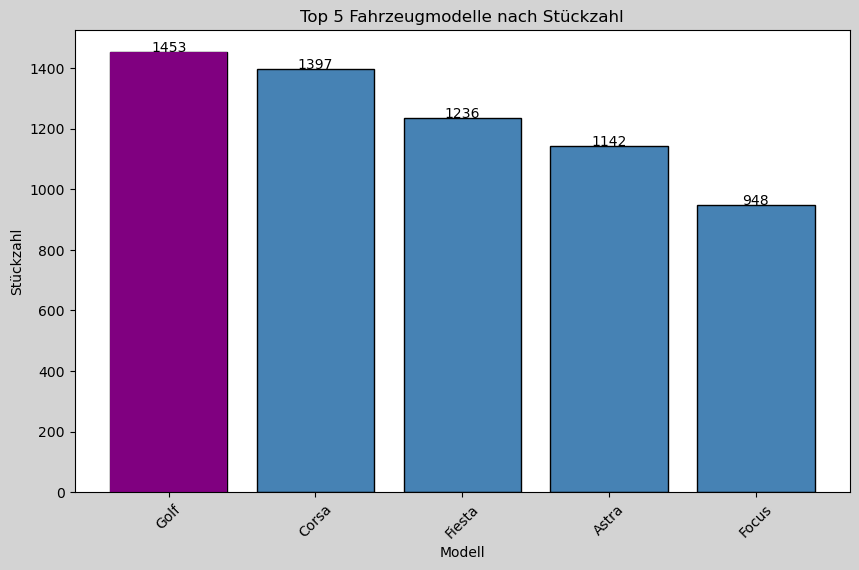 Top 5 Fahrzeugmodelle nach Stückzahl
Stückzahl
1400
1200
1000
800
600
400
200
0
1453
1397
1236
1142
948
Golf
Corsa
Fiesta
Astra
Focus
Modell